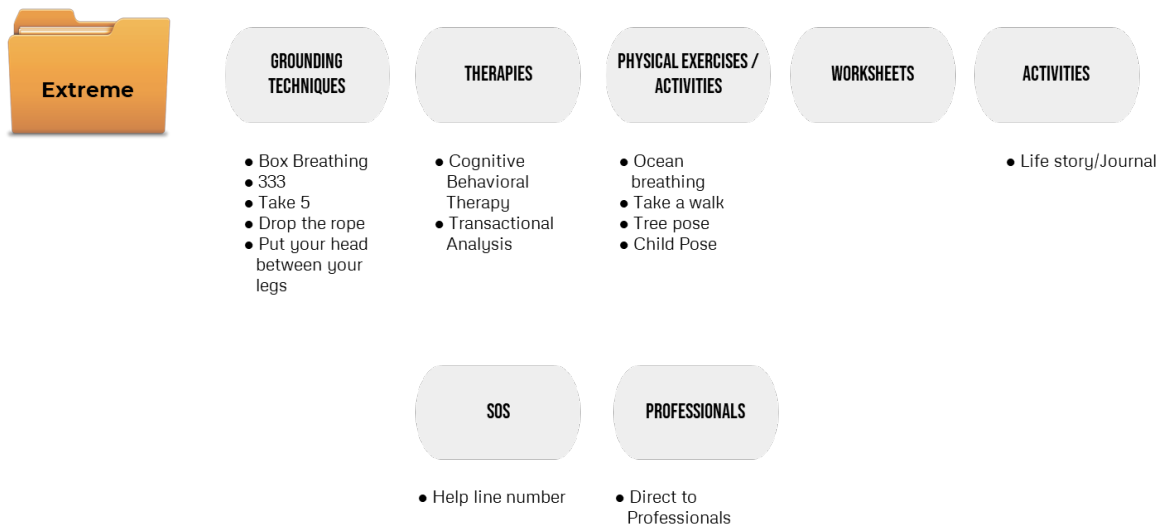 Extreme
GROUNDING
TECHNIQUES
THERAPIES
PHYSICAL EXERCISES /
ACTIVITIES
WORKSHEETS
ACTIVITIES
● Box Breathing
● 333
● Take 5
● Drop the rope
● Put your head
between your
legs
● Cognitive
Behavioral
Therapy
● Transactional
Analysis
● Ocean
breathing
● Take a walk
● Tree pose
● Child Pose
● Life story/Journal
SOS
PROFESSIONALS
● Help line number
● Direct to
Professionals